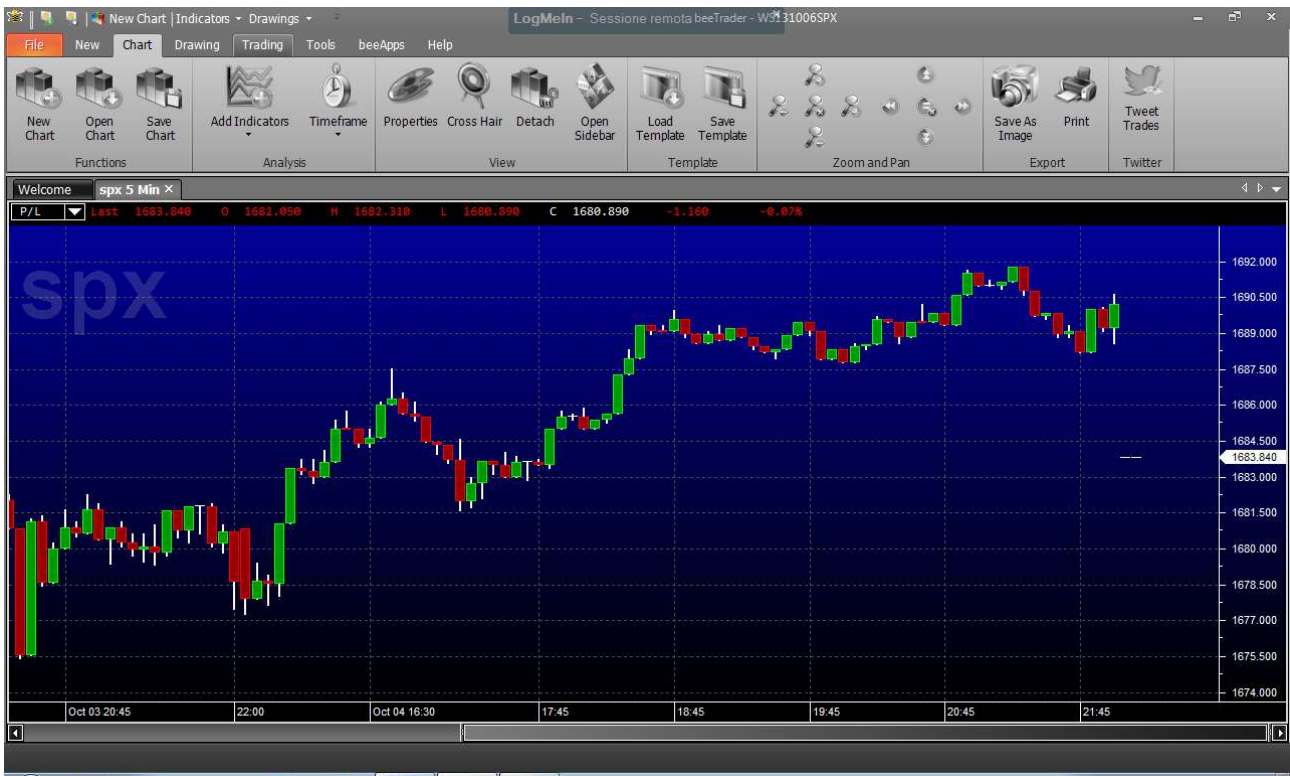 New Chart | Indicators Drawings LogMeIn - Sessione remota beeTrader - W3131006SPX
File New Chart Drawing Trading Tools beeApps Help
New Chart Open Chart Save Chart Add Indicators Timeframe Properties Cross Hair Detach Open Sidebar Load Template Save Template Save As Image Print Tweet Trades
Functions Analysis View Template Zoom and Pan Export Twitter
Welcome spx 5 Min ×
P/L Last 1683.840 O 1682.050 H 1682.310 L 1680.890 C 1680.890 -1.160 -0.07%
spx
1692.000
1690.500
1689.000
1687.500
1686.000
1684.500
1683.840
1683.000
1681.500
1680.000
1678.500
1677.000
1675.500
1674.000
Oct 03 20:45 22:00 Oct 04 16:30 17:45 18:45 19:45 20:45 21:45